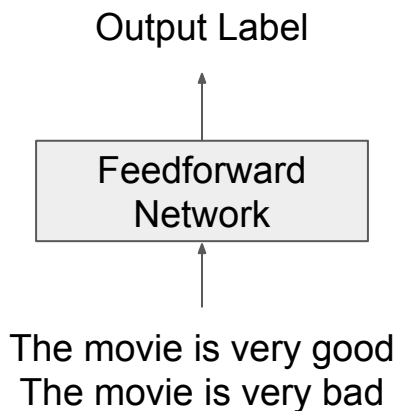 Output Label
Feedforward
Network
The movie is very good
The movie is very bad